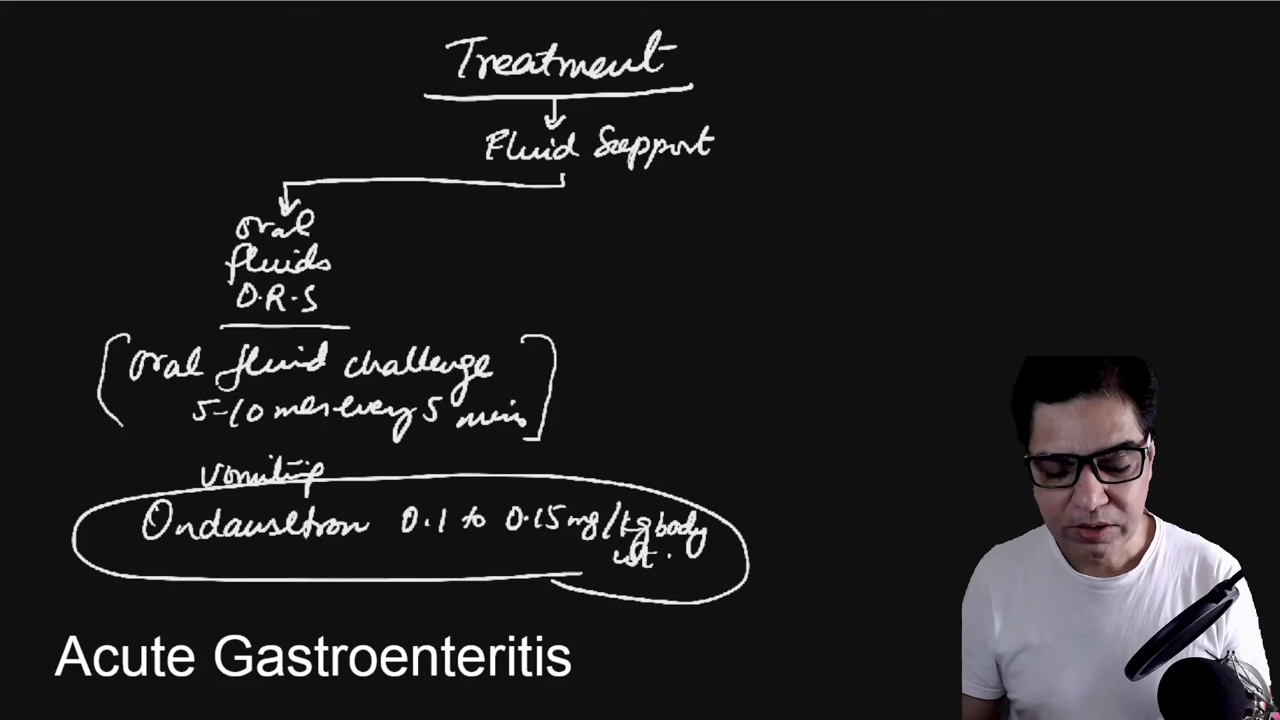 Treatment
Fluid Support
oral
fluids
O.R.S
oral fluid challenge
5-10 mls every 5 mins
vomiting
Ondansetron 0.1 to 0.15 mg/kg body
wt.
Acute Gastroenteritis